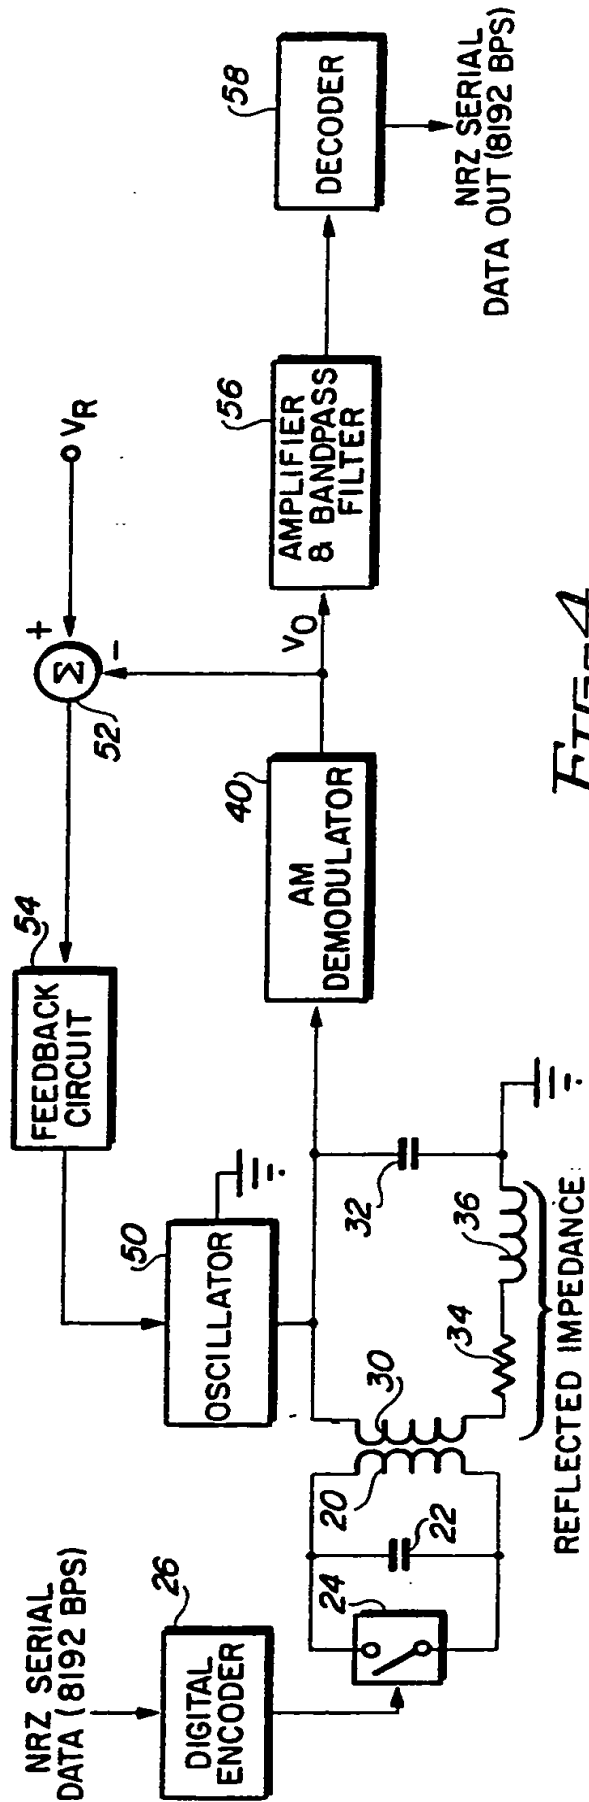 NRZ SERIAL
DATA (8192 BPS)
26
DIGITAL
ENCODER
24
22
20
30
34
36
REFLECTED IMPEDANCE
32
50
OSCILLATOR
54
FEEDBACK
CIRCUIT
52
Σ
+
-
VR
40
AM
DEMODULATOR
VO
56
AMPLIFIER
& BANDPASS
FILTER
58
DECODER
NRZ SERIAL
DATA OUT (8192 BPS)
FIG-4